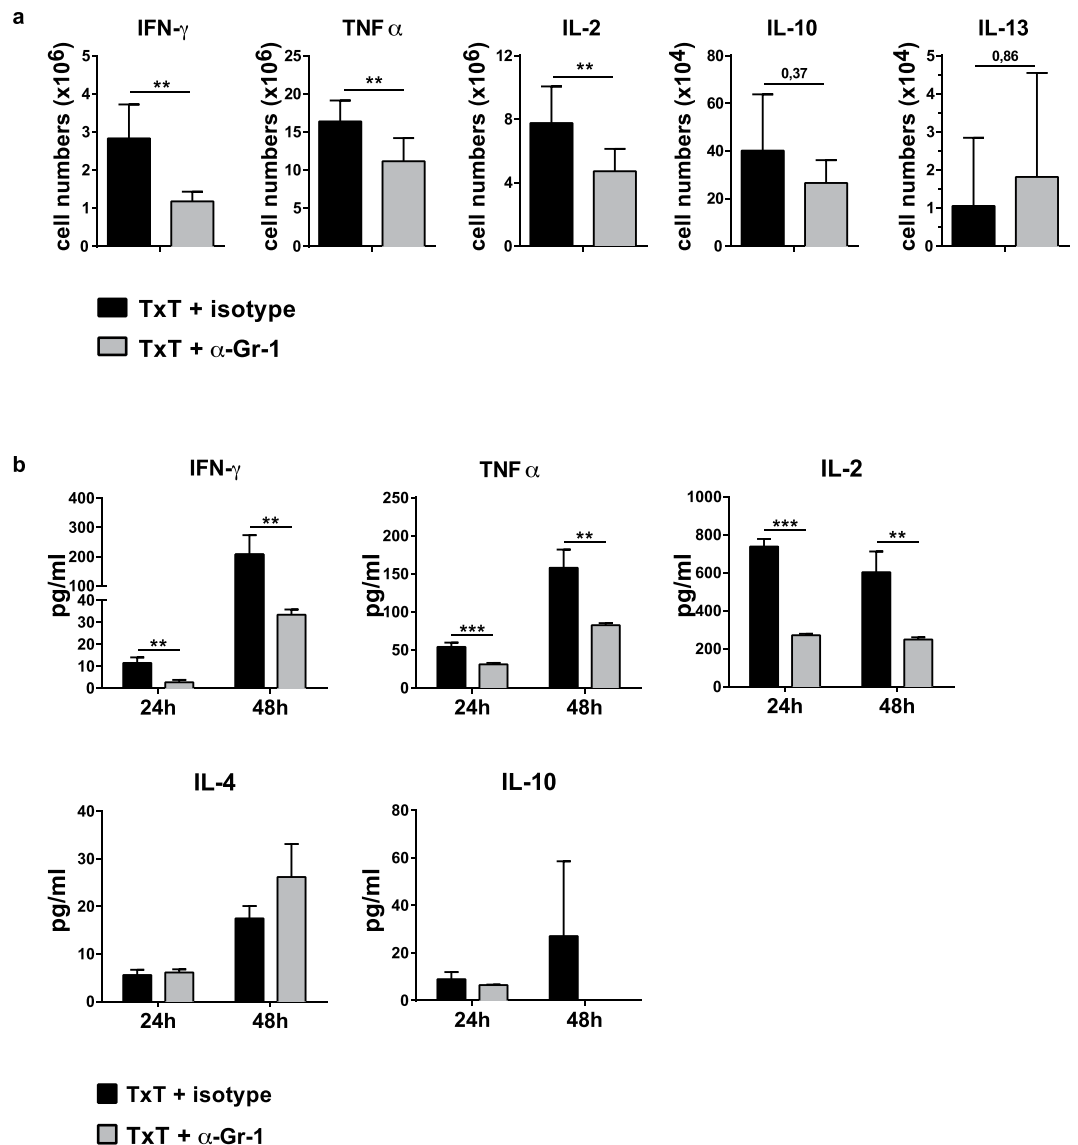 a
IFN-γ
TNF α
IL-2
IL-10
IL-13
cell numbers (x10⁶)
5
4
3
2
1
0
**
cell numbers (x10⁶)
25
20
15
10
5
0
**
cell numbers (x10⁶)
12
8
4
0
**
cell numbers (x10⁴)
80
60
40
20
0
0,37
cell numbers (x10⁴)
5
4
3
2
1
0
0,86
TxT + isotype
TxT + α-Gr-1
b
IFN-γ
pg/ml
400
300
200
100
40
30
20
10
0
**
**
24h 48h
TNF α
pg/ml
250
200
150
100
50
0
***
**
24h 48h
IL-2
pg/ml
1000
800
600
400
200
0
***
**
24h 48h
IL-4
pg/ml
40
30
20
10
0
24h 48h
IL-10
pg/ml
80
60
40
20
0
24h 48h
TxT + isotype
TxT + α-Gr-1